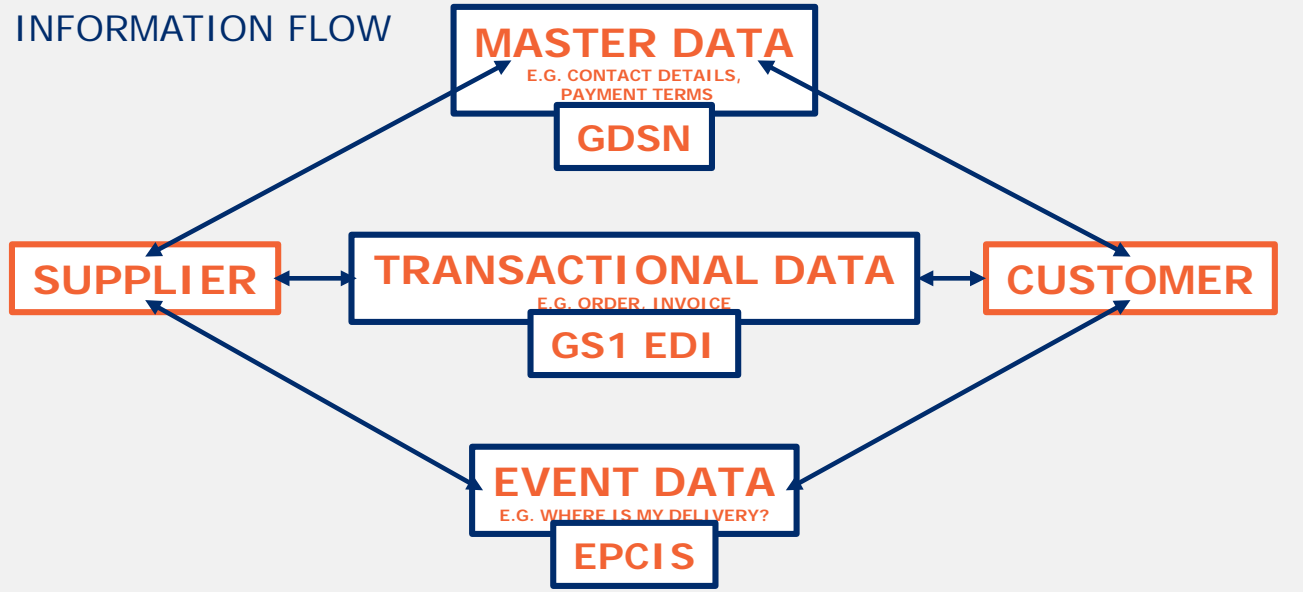 INFORMATION FLOW
MASTER DATA
E.G. CONTACT DETAILS,
PAYMENT TERMS
GDSN
SUPPLIER
TRANSACTIONAL DATA
E.G. ORDER, INVOICE
GS1 EDI
CUSTOMER
EVENT DATA
E.G. WHERE IS MY DELIVERY?
EPCIS